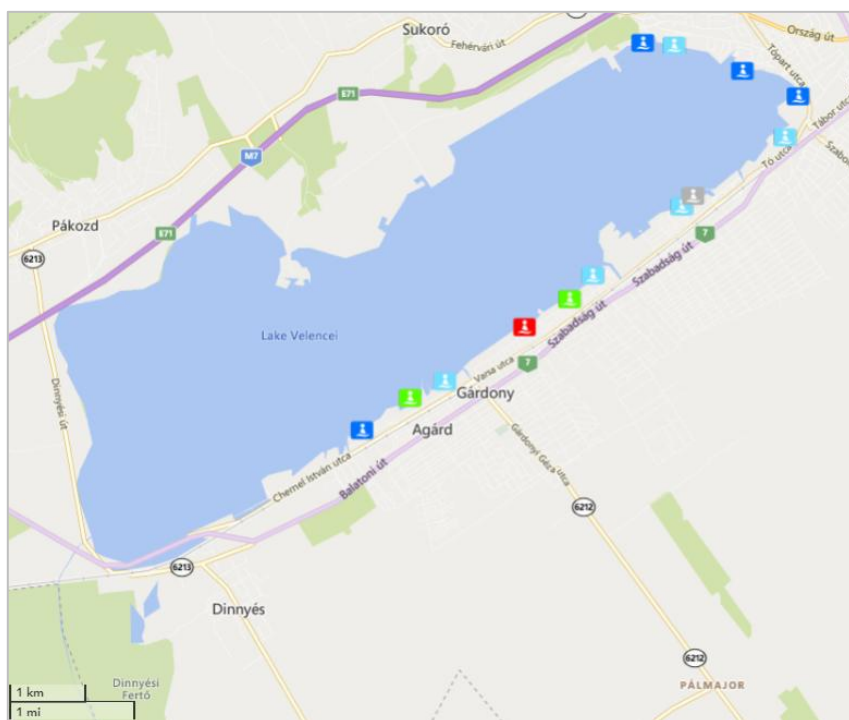 Sukoró
Fehérvári út
Ország út
Tópart utca
E71
M7
Tó utca
Tábor utca
Pákozd
E71
6213
7
Szabadság út
Lake Velencei
Szabadság út
Varsa utca
7
Dinnyési út
Gárdony
Agárd
Gárdonyi Géza utca
Chernel István utca
Balatoni út
6212
6213
Dinnyés
6212
Dinnyési
Fertő
PÁLMAJOR
1 km
1 mi